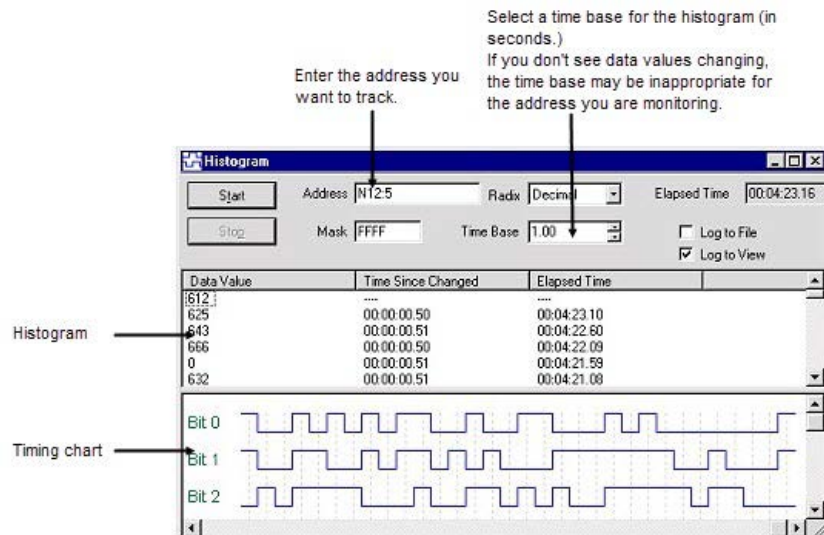 Select a time base for the histogram (in
seconds.)
If you don't see data values changing,
the time base may be inappropriate for
the address you are monitoring.
Enter the address you
want to track.
Histogram
Start Address N12:5 Radix Decimal Elapsed Time 00:04:23.16
Stop Mask FFFF Time Base 1.00 Log to File
Log to View
Data Value Time Since Changed Elapsed Time
612 ---- ----
625 00:00:00.50 00:04:23.10
643 00:00:00.51 00:04:22.60
666 00:00:00.50 00:04:22.09
0 00:00:00.51 00:04:21.59
632 00:00:00.51 00:04:21.08
Histogram
Bit 0
Timing chart
Bit 1
Bit 2